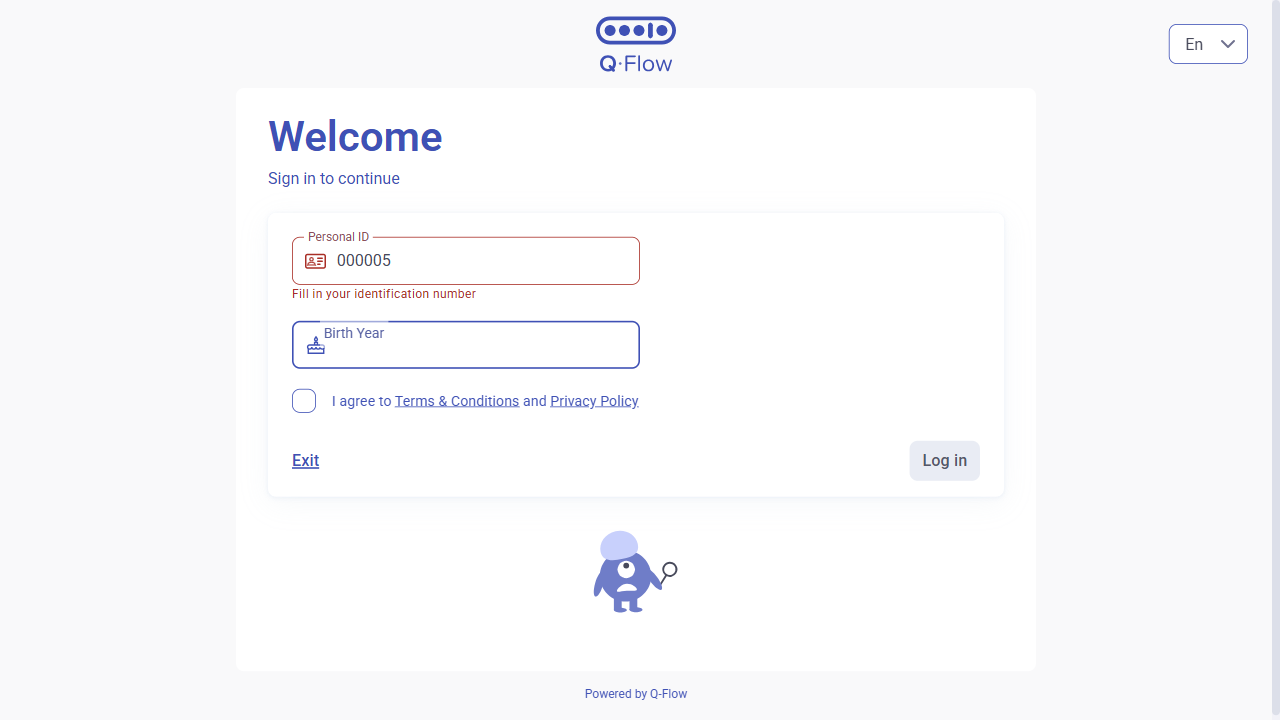 Q·Flow
En
Welcome
Sign in to continue
Personal ID
000005
Fill in your identification number
Birth Year
I agree to Terms & Conditions and Privacy Policy
Exit
Log in
Powered by Q-Flow